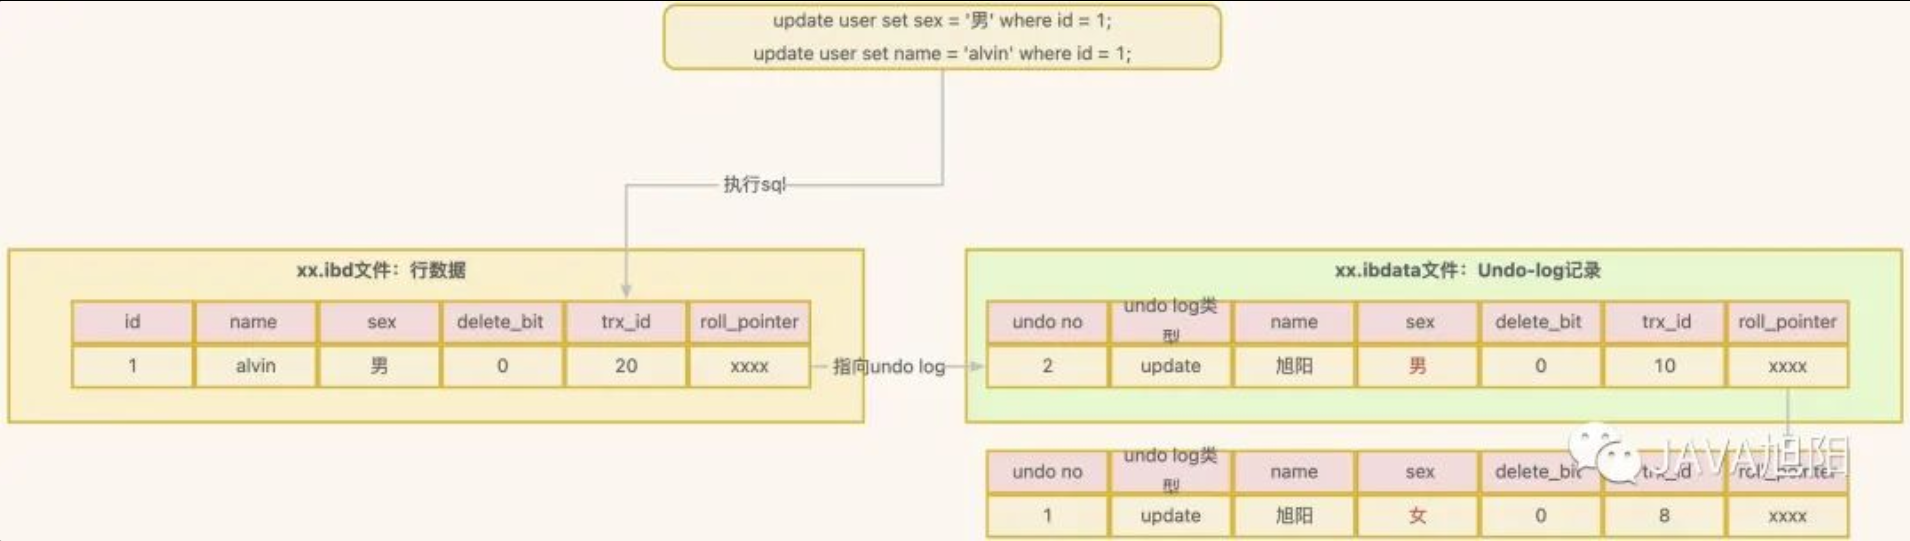 update user set sex = '男' where id = 1;
update user set name = 'alvin' where id = 1;
执行sql
xx.ibd文件：行数据
id name sex delete_bit trx_id roll_pointer
1 alvin 男 0 20 xxxx
指向undo log
xx.ibdata文件：Undo-log记录
undo no undo log类型 name sex delete_bit trx_id roll_pointer
2 update 旭阳 男 0 10 xxxx
JAVA旭阳
undo no undo log类型 name sex delete_bit trx_id roll_pointer
1 update 旭阳 女 0 8 xxxx